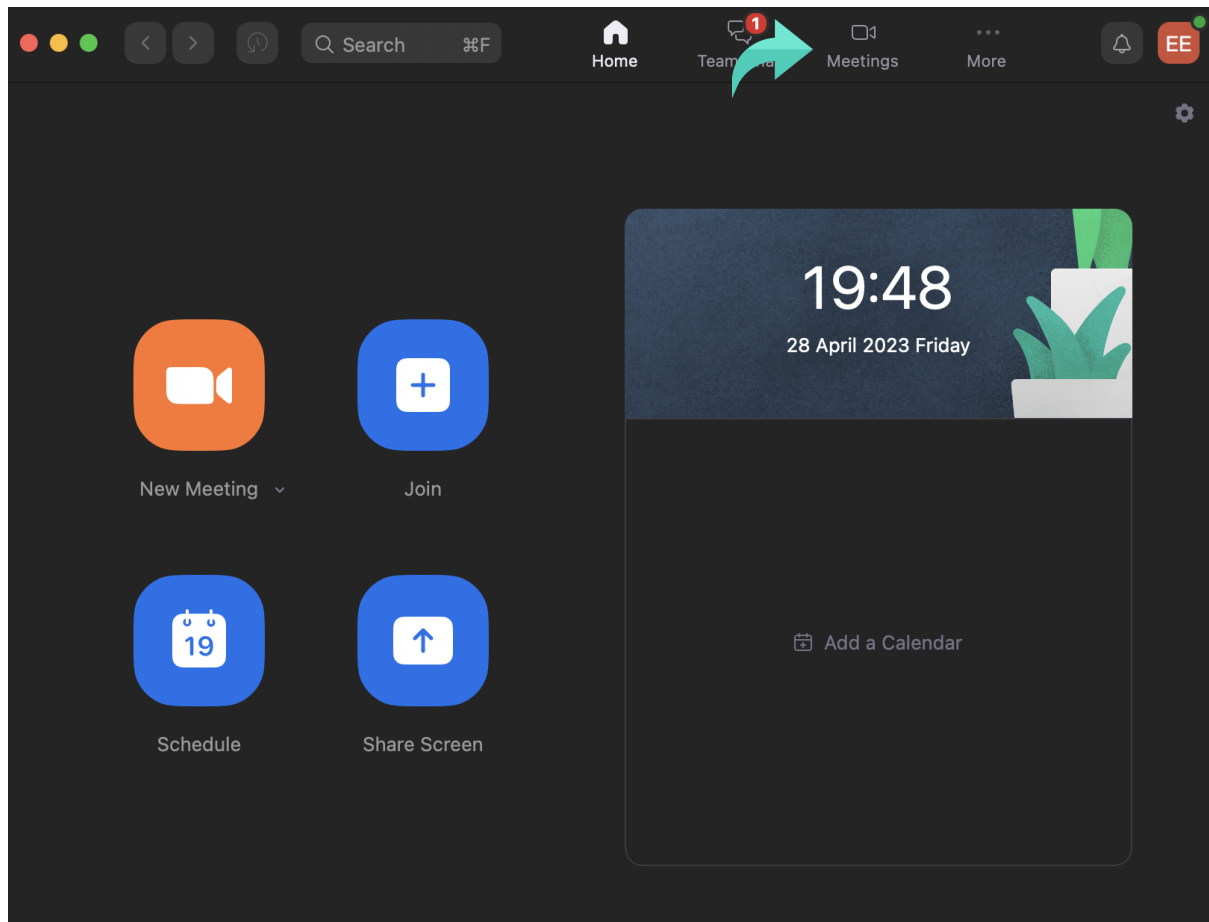 Search ⌘F
1
Home
Team
Meetings
More
EE
19:48
28 April 2023 Friday
New Meeting
Join
19
Schedule
Share Screen
Add a Calendar